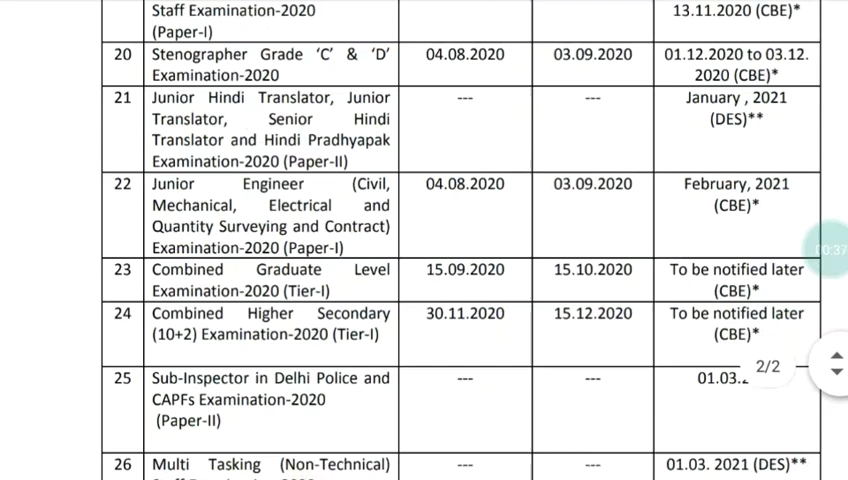 Staff Examination-2020
(Paper-I)
13.11.2020 (CBE)*
20 Stenographer Grade ‘C’ & ‘D’ 04.08.2020 03.09.2020 01.12.2020 to 03.12.
Examination-2020 2020 (CBE)*
21 Junior Hindi Translator, Junior --- --- January , 2021
Translator, Senior Hindi (DES)**
Translator and Hindi Pradhyapak
Examination-2020 (Paper-II)
22 Junior Engineer (Civil, 04.08.2020 03.09.2020 February, 2021
Mechanical, Electrical and (CBE)*
Quantity Surveying and Contract)
Examination-2020 (Paper-I)
23 Combined Graduate Level 15.09.2020 15.10.2020 To be notified later
Examination-2020 (Tier-I) (CBE)*
24 Combined Higher Secondary 30.11.2020 15.12.2020 To be notified later
(10+2) Examination-2020 (Tier-I) (CBE)*
25 Sub-Inspector in Delhi Police and --- --- 01.03.
CAPFs Examination-2020
(Paper-II)
26 Multi Tasking (Non-Technical) --- --- 01.03. 2021 (DES)**
00:37
2/2